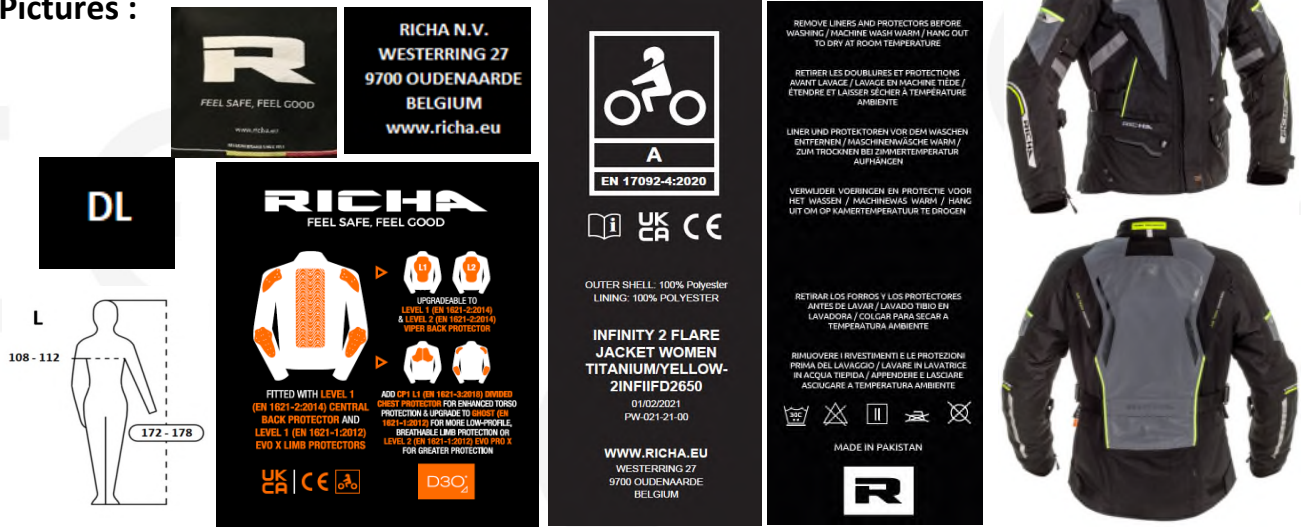 Pictures :
R
FEEL SAFE, FEEL GOOD
www.richa.eu
RICHA N.V.
WESTERRING 27
9700 OUDENAARDE
BELGIUM
www.richa.eu
DL
L
108 - 112
172 - 178
RICHA
FEEL SAFE, FEEL GOOD
L1
L2
UPGRADEABLE TO
LEVEL 1 (EN 1621-2:2014)
& LEVEL 2 (EN 1621-2:2014)
VIPER BACK PROTECTOR
FITTED WITH LEVEL 1
(EN 1621-2:2014) CENTRAL
BACK PROTECTOR AND
LEVEL 1 (EN 1621-1:2012)
EVO X LIMB PROTECTORS
ADD CP1 L1 (EN 1621-3:2018) DIVIDED
CHEST PROTECTOR FOR ENHANCED TORSO
PROTECTION & UPGRADE TO GHOST (EN
1621-1:2012) FOR MORE LOW-PROFILE,
BREATHABLE LIMB PROTECTION OR
LEVEL 2 (EN 1621-1:2012) EVO PRO X
FOR GREATER PROTECTION
UK
CA
CE
D3O
A
EN 17092-4:2020
i
UK
CA
CE
OUTER SHELL: 100% Polyester
LINING: 100% POLYESTER
INFINITY 2 FLARE
JACKET WOMEN
TITANIUM/YELLOW-
2INFIIFD2650
01/02/2021
PW-021-21-00
WWW.RICHA.EU
WESTERRING 27
9700 OUDENAARDE
BELGIUM
REMOVE LINERS AND PROTECTORS BEFORE
WASHING / MACHINE WASH WARM / HANG OUT
TO DRY AT ROOM TEMPERATURE
RETIRER LES DOUBLURES ET PROTECTIONS
AVANT LAVAGE / LAVAGE EN MACHINE TIÈDE /
ÉTENDRE ET LAISSER SÉCHER À TEMPÉRATURE
AMBIENTE
LINER UND PROTEKTOREN VOR DEM WASCHEN
ENTFERNEN / MASCHINENWÄSCHE WARM /
ZUM TROCKNEN BEI ZIMMERTEMPERATUR
AUFHÄNGEN
VERWIJDER VOERINGEN EN PROTECTIE VOOR
HET WASSEN / MACHINEWAS WARM / HANG
UIT OM OP KAMERTEMPERATUUR TE DROGEN
RETIRAR LOS FORROS Y LOS PROTECTORES
ANTES DE LAVAR / LAVADO TIBIO EN
LAVADORA / COLGAR PARA SECAR A
TEMPERATURA AMBIENTE
RIMUOVERE I RIVESTIMENTI E LE PROTEZIONI
PRIMA DEL LAVAGGIO / LAVARE IN LAVATRICE
IN ACQUA TIEPIDA / APPENDERE E LASCIARE
ASCIUGARE A TEMPERATURA AMBIENTE
30C
MADE IN PAKISTAN
R
RICHA
RICHA
RICHA